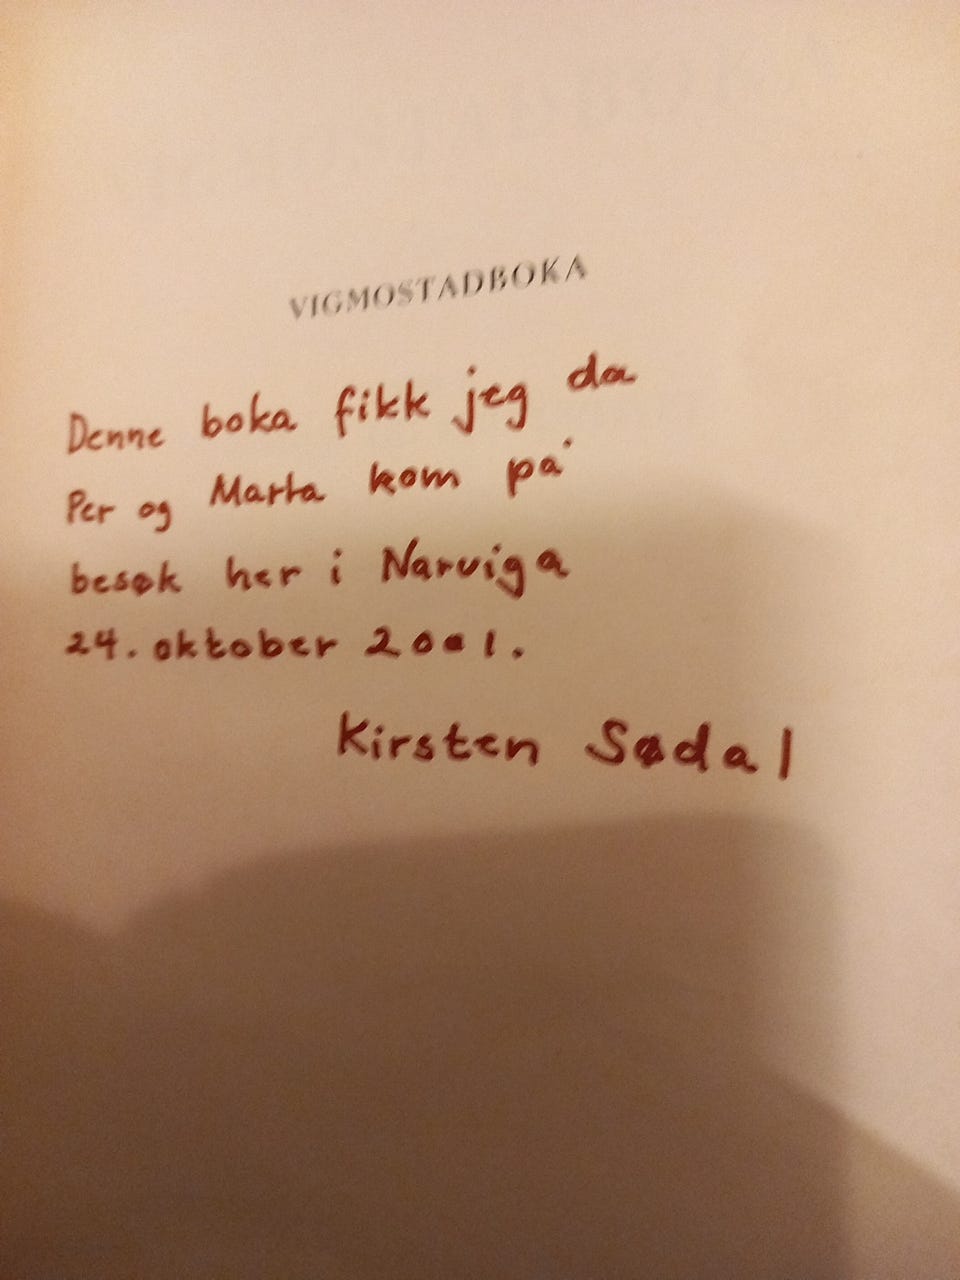 VIGMOSTADBOKA
Denne boka fikk jeg da
Per og Marta kom på
besøk her i Narviga
24. oktober 2001.
Kirsten Sødal